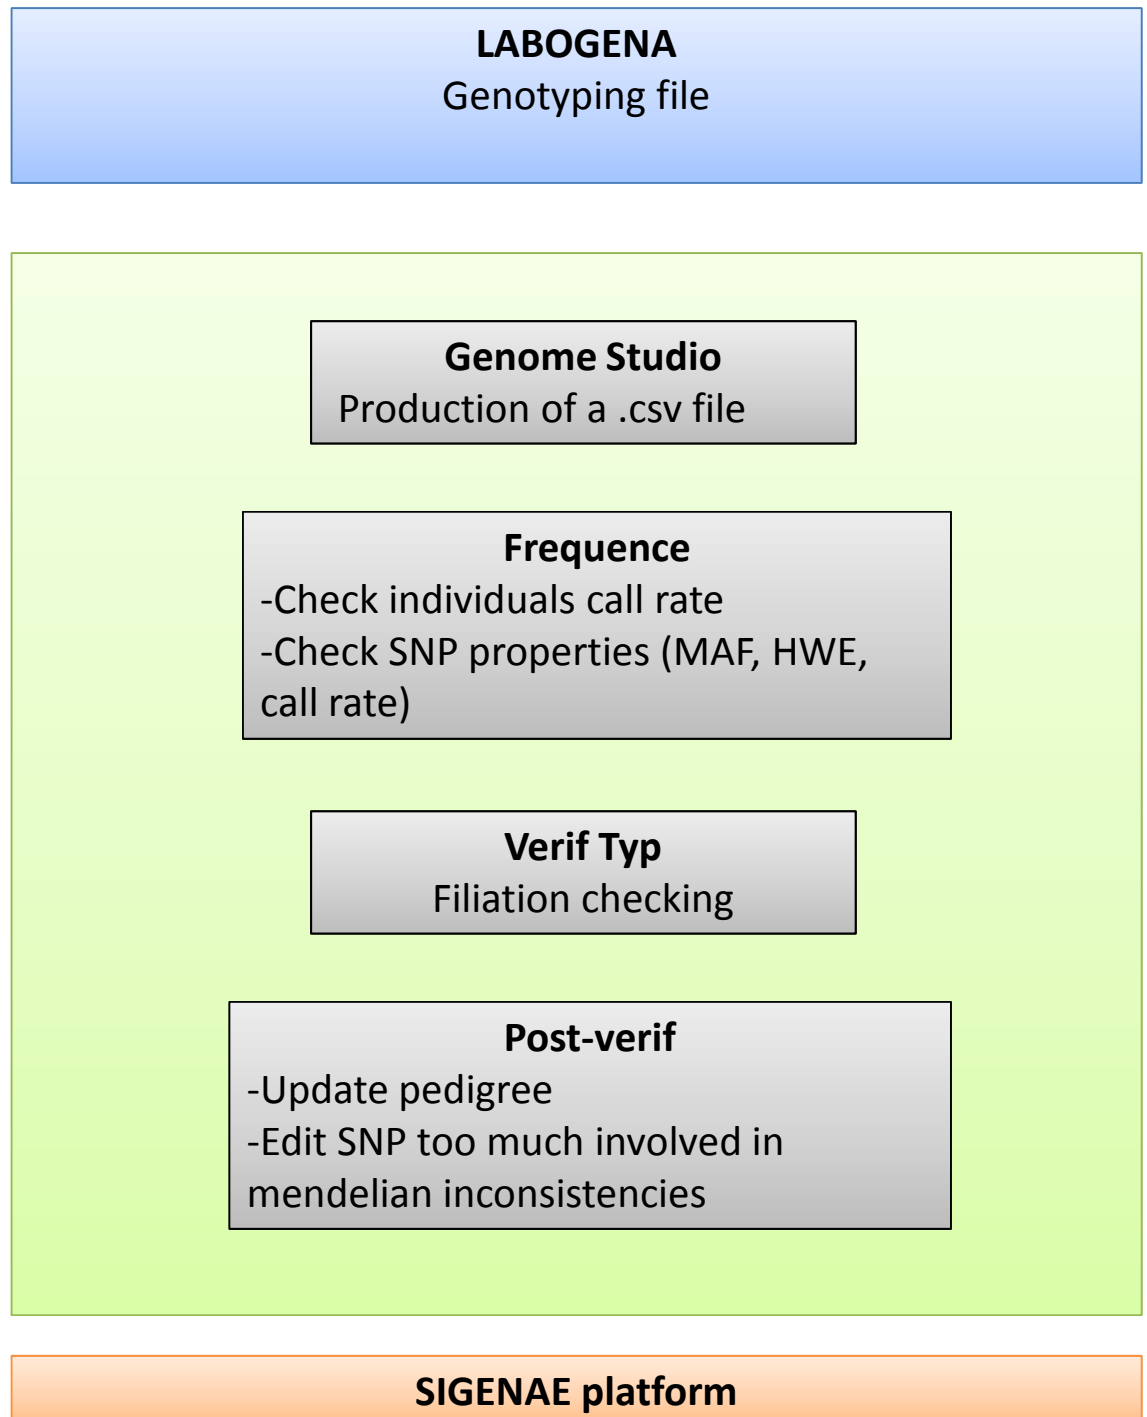 LABOGENA
Genotyping file
Genome Studio
Production of a .csv file
Frequence
-Check individuals call rate
-Check SNP properties (MAF, HWE,
call rate)
Verif Typ
Filiation checking
Post-verif
-Update pedigree
-Edit SNP too much involved in
mendelian inconsistencies
SIGENAE platform